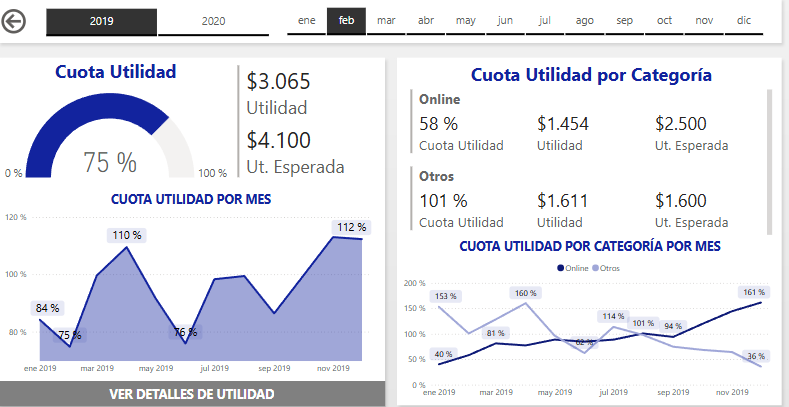 2019 2020 ene feb mar abr may jun jul ago sep oct nov dic
Cuota Utilidad
75 %
0 % 100 %
$3.065
Utilidad
$4.100
Ut. Esperada
CUOTA UTILIDAD POR MES
120 %
100 %
80 %
84 %
75 %
110 %
76 %
112 %
ene 2019 mar 2019 may 2019 jul 2019 sep 2019 nov 2019
VER DETALLES DE UTILIDAD
Cuota Utilidad por Categoría
Online
58 % $1.454 $2.500
Cuota Utilidad Utilidad Ut. Esperada
Otros
101 % $1.611 $1.600
Cuota Utilidad Utilidad Ut. Esperada
CUOTA UTILIDAD POR CATEGORÍA POR MES
Online Otros
200 %
150 %
100 %
50 %
0 %
153 %
40 %
81 %
160 %
62 %
114 %
101 %
94 %
161 %
36 %
ene 2019 mar 2019 may 2019 jul 2019 sep 2019 nov 2019